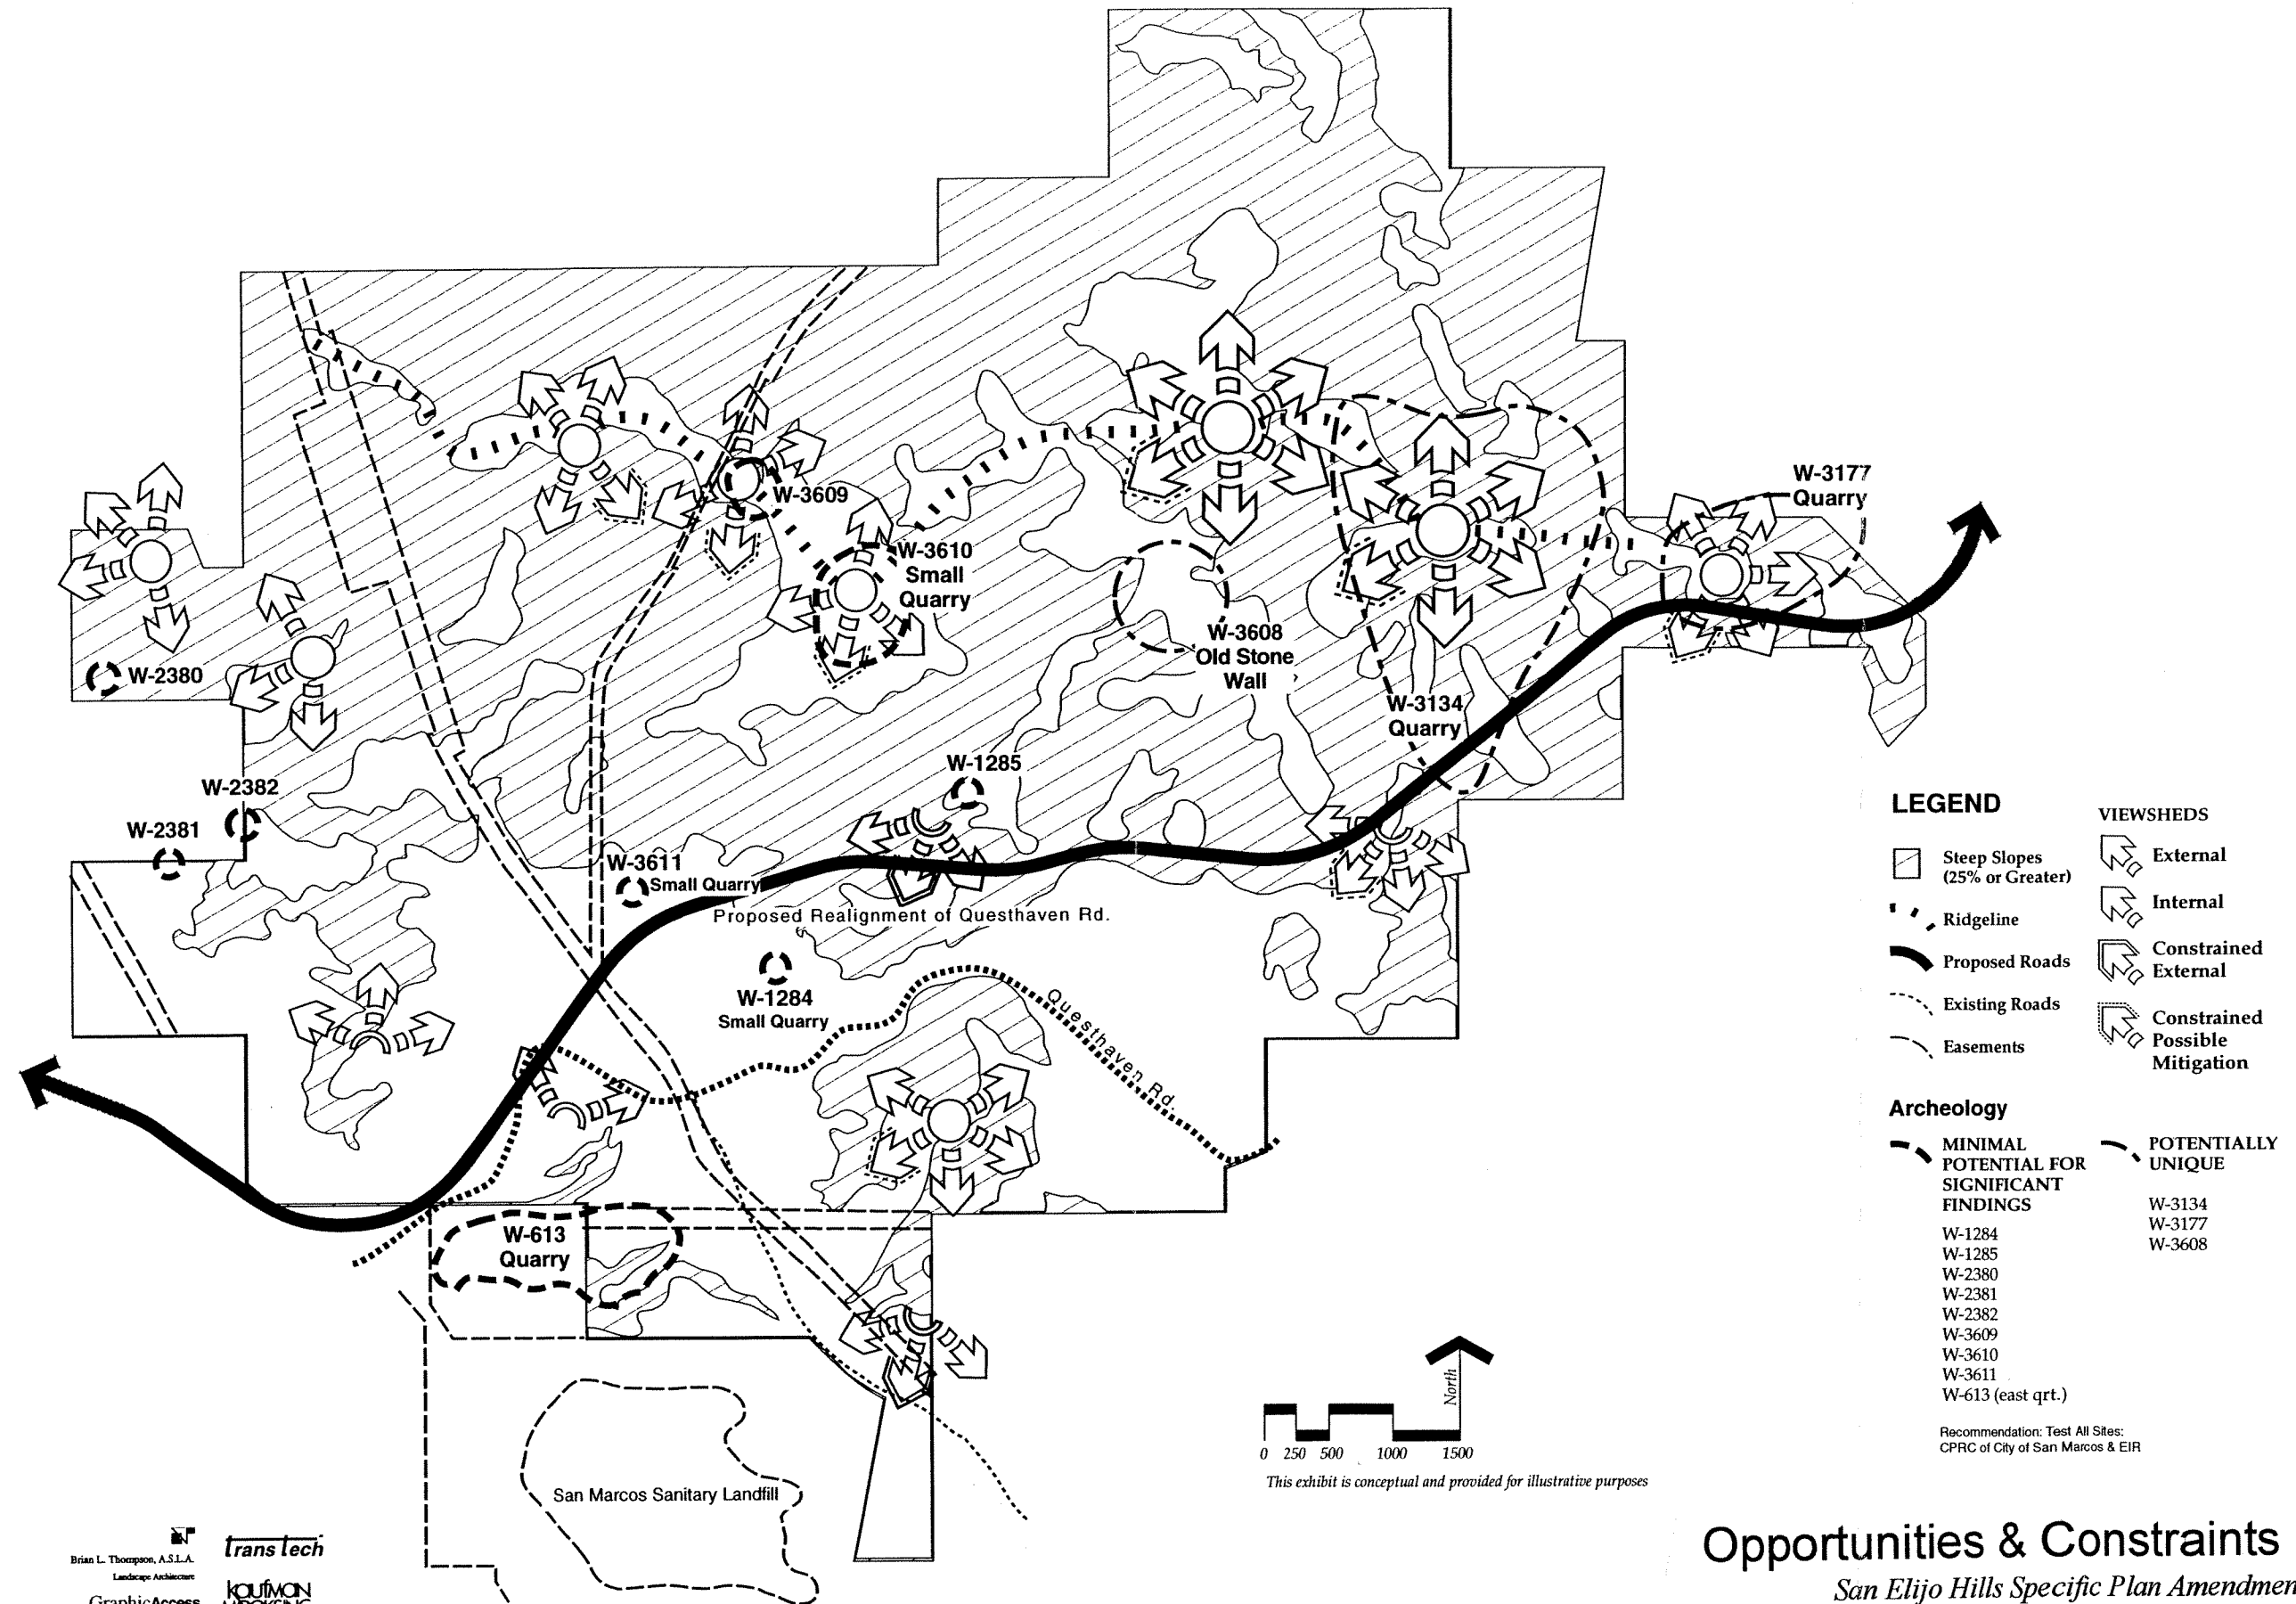 W-3177
Quarry
W-3609
W-3610
Small
Quarry
W-3608
Old Stone
Wall
W-2380
W-3134
Quarry
W-1285
W-2382
W-2381
W-3611
Small Quarry
Proposed Realignment of Questhaven Rd.
W-1284
Small Quarry
Questhaven Rd.
W-613
Quarry
San Marcos Sanitary Landfill
LEGEND
Steep Slopes
(25% or Greater)
Ridgeline
Proposed Roads
Existing Roads
Easements
VIEWSHEDS
External
Internal
Constrained
External
Constrained
Possible
Mitigation
Archeology
MINIMAL
POTENTIAL FOR
SIGNIFICANT
FINDINGS
W-1284
W-1285
W-2380
W-2381
W-2382
W-3609
W-3610
W-3611
W-613 (east qrt.)
POTENTIALLY
UNIQUE
W-3134
W-3177
W-3608
Recommendation: Test All Sites:
CPRC of City of San Marcos & EIR
North
0 250 500 1000 1500
This exhibit is conceptual and provided for illustrative purposes
Brian L. Thompson, A.S.L.A.
Landscape Architecture
GraphicAccess
trans tech
kaufman
Opportunities & Constraints
San Elijo Hills Specific Plan Amendmen